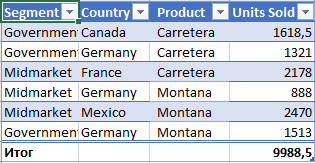 Segment Country Product Units Sold
Governmen Canada Carretera 1618,5
Governmen Germany Carretera 1321
Midmarket France Carretera 2178
Midmarket Germany Montana 888
Midmarket Mexico Montana 2470
Governmen Germany Montana 1513
Итог 9988,5